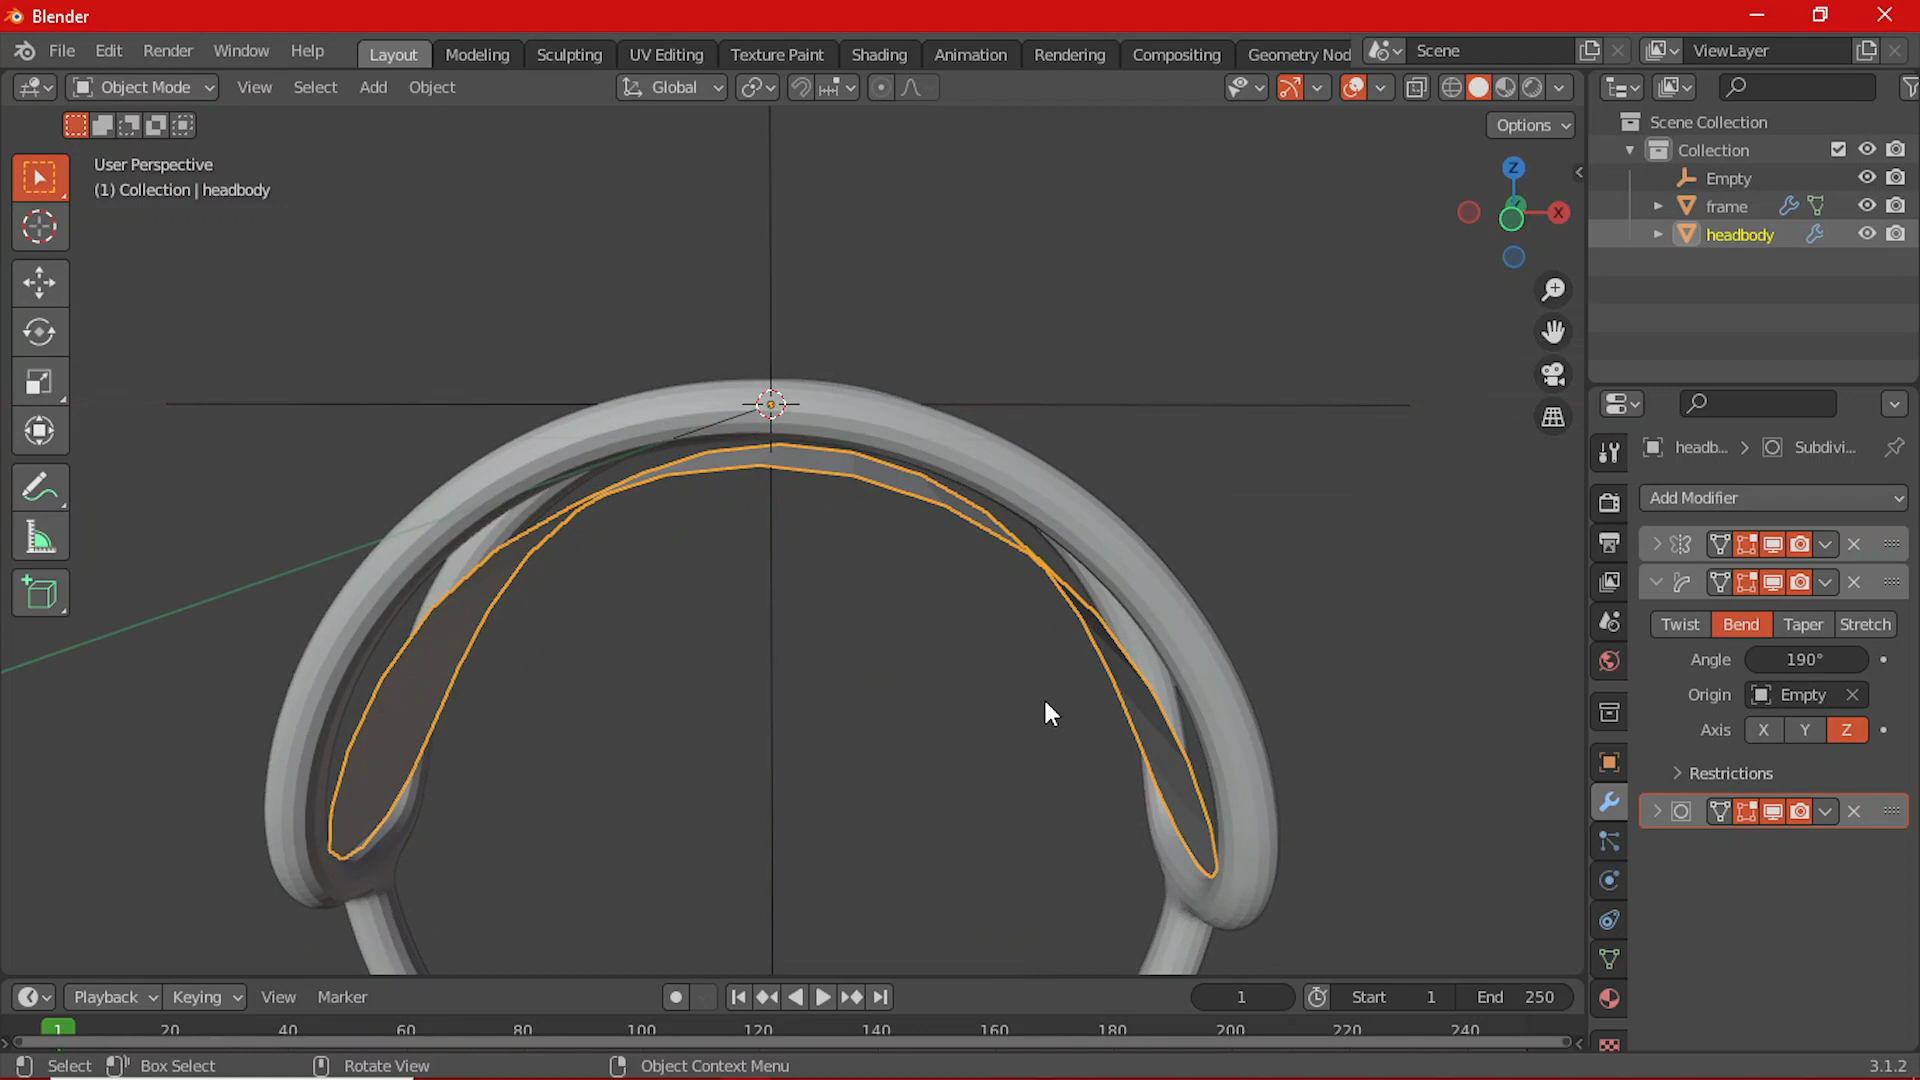 Blender
File Edit Render Window Help Layout Modeling Sculpting UV Editing Texture Paint Shading Animation Rendering Compositing Geometry Nod Scene ViewLayer
Object Mode View Select Add Object Global
Options
User Perspective
(1) Collection | headbody
Z
X
Scene Collection
Collection
Empty
frame
headbody
headb... > Subdivi...
Add Modifier
Twist Bend Taper Stretch
Angle 190°
Origin Empty
Axis X Y Z
Restrictions
Playback Keying View Marker 1 Start 1 End 250
1 20 40 60 80 100 120 140 160 180 200 220 240
Select Box Select Rotate View Object Context Menu 3.1.2